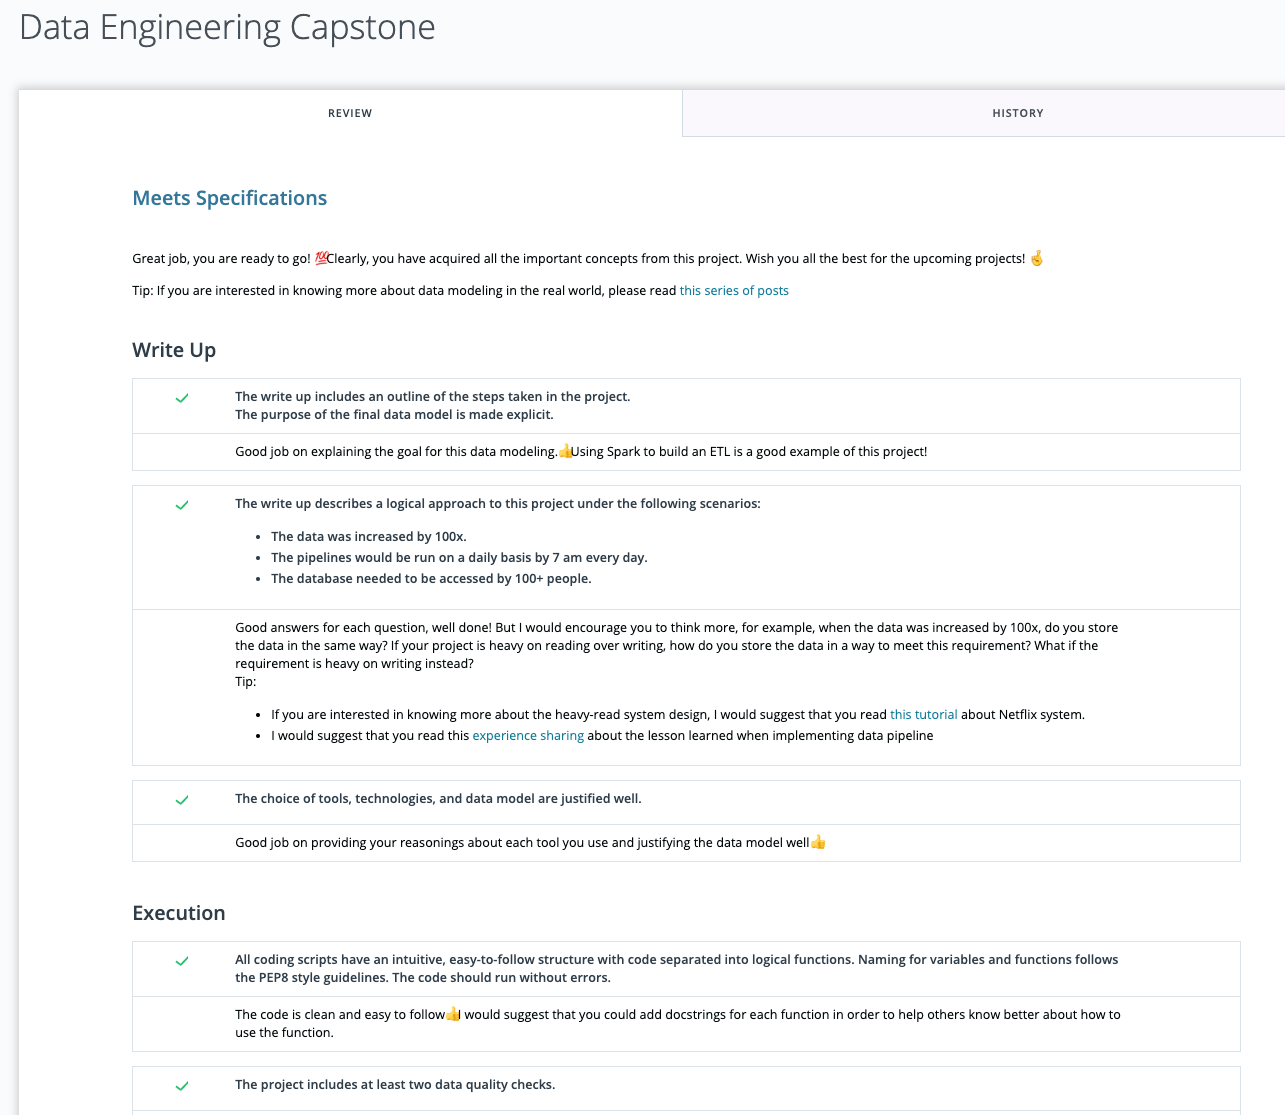 Data Engineering Capstone
REVIEW
HISTORY
Meets Specifications
Great job, you are ready to go! 💯Clearly, you have acquired all the important concepts from this project. Wish you all the best for the upcoming projects! 🤞
Tip: If you are interested in knowing more about data modeling in the real world, please read this series of posts
Write Up
The write up includes an outline of the steps taken in the project.
The purpose of the final data model is made explicit.
Good job on explaining the goal for this data modeling.👍Using Spark to build an ETL is a good example of this project!
The write up describes a logical approach to this project under the following scenarios:
• The data was increased by 100x.
• The pipelines would be run on a daily basis by 7 am every day.
• The database needed to be accessed by 100+ people.
Good answers for each question, well done! But I would encourage you to think more, for example, when the data was increased by 100x, do you store
the data in the same way? If your project is heavy on reading over writing, how do you store the data in a way to meet this requirement? What if the
requirement is heavy on writing instead?
Tip:
• If you are interested in knowing more about the heavy-read system design, I would suggest that you read this tutorial about Netflix system.
• I would suggest that you read this experience sharing about the lesson learned when implementing data pipeline
The choice of tools, technologies, and data model are justified well.
Good job on providing your reasonings about each tool you use and justifying the data model well👍
Execution
All coding scripts have an intuitive, easy-to-follow structure with code separated into logical functions. Naming for variables and functions follows
the PEP8 style guidelines. The code should run without errors.
The code is clean and easy to follow👍I would suggest that you could add docstrings for each function in order to help others know better about how to
use the function.
The project includes at least two data quality checks.